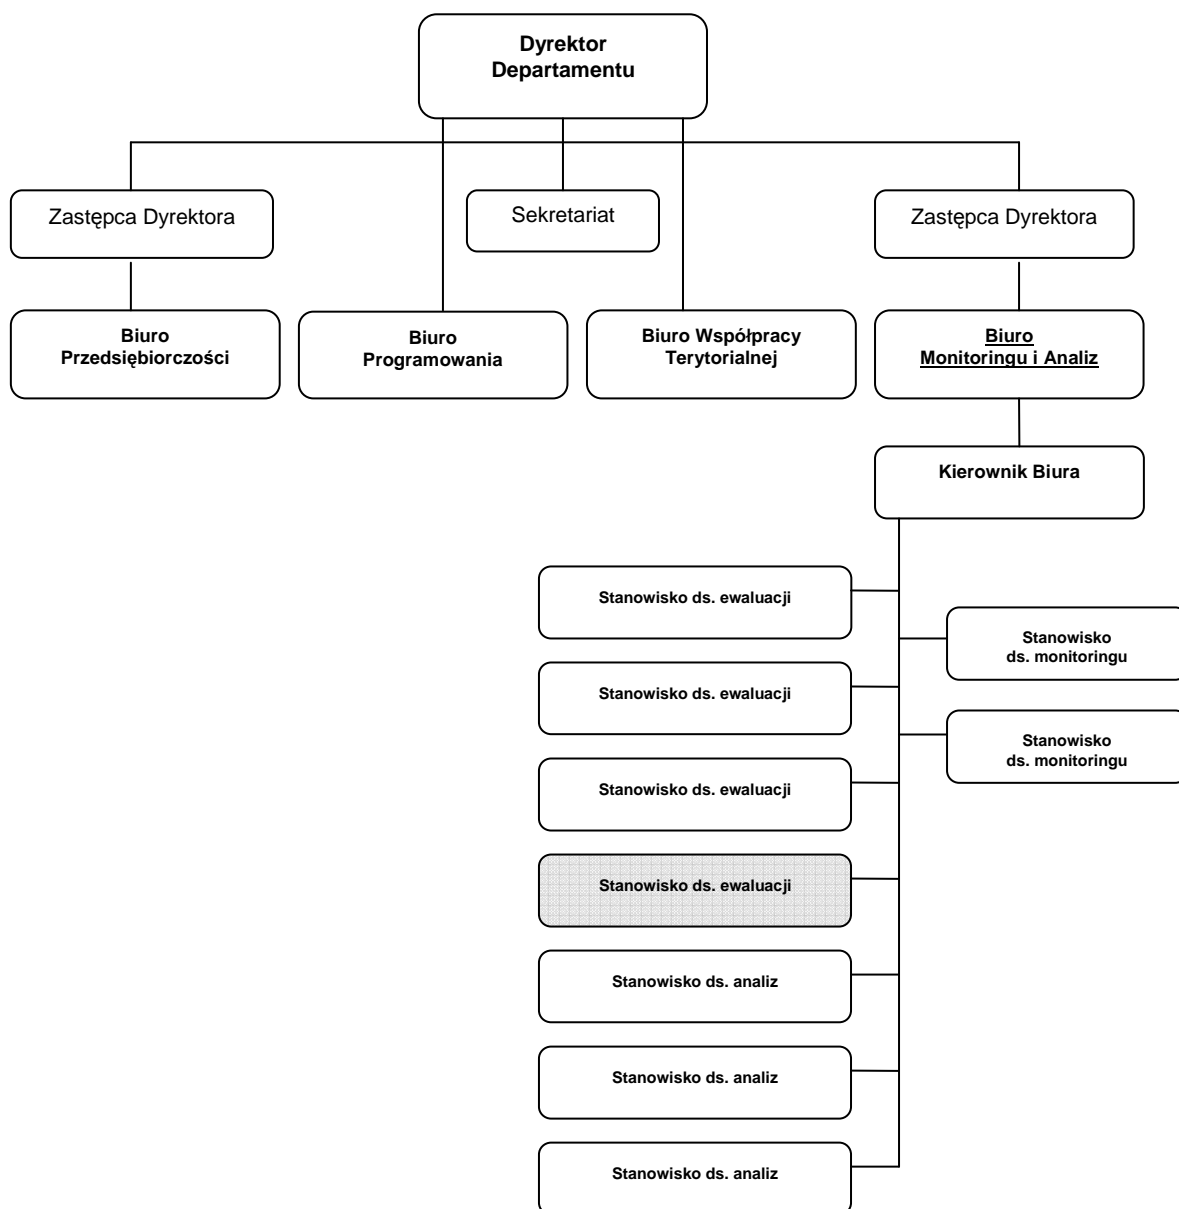 Dyrektor
Departamentu
Zastępca Dyrektora
Sekretariat
Zastępca Dyrektora
Biuro
Przedsiębiorczości
Biuro
Programowania
Biuro Współpracy
Terytorialnej
Biuro
Monitoringu i Analiz
Kierownik Biura
Stanowisko ds. ewaluacji
Stanowisko
ds. monitoringu
Stanowisko ds. ewaluacji
Stanowisko
ds. monitoringu
Stanowisko ds. ewaluacji
Stanowisko ds. ewaluacji
Stanowisko ds. analiz
Stanowisko ds. analiz
Stanowisko ds. analiz